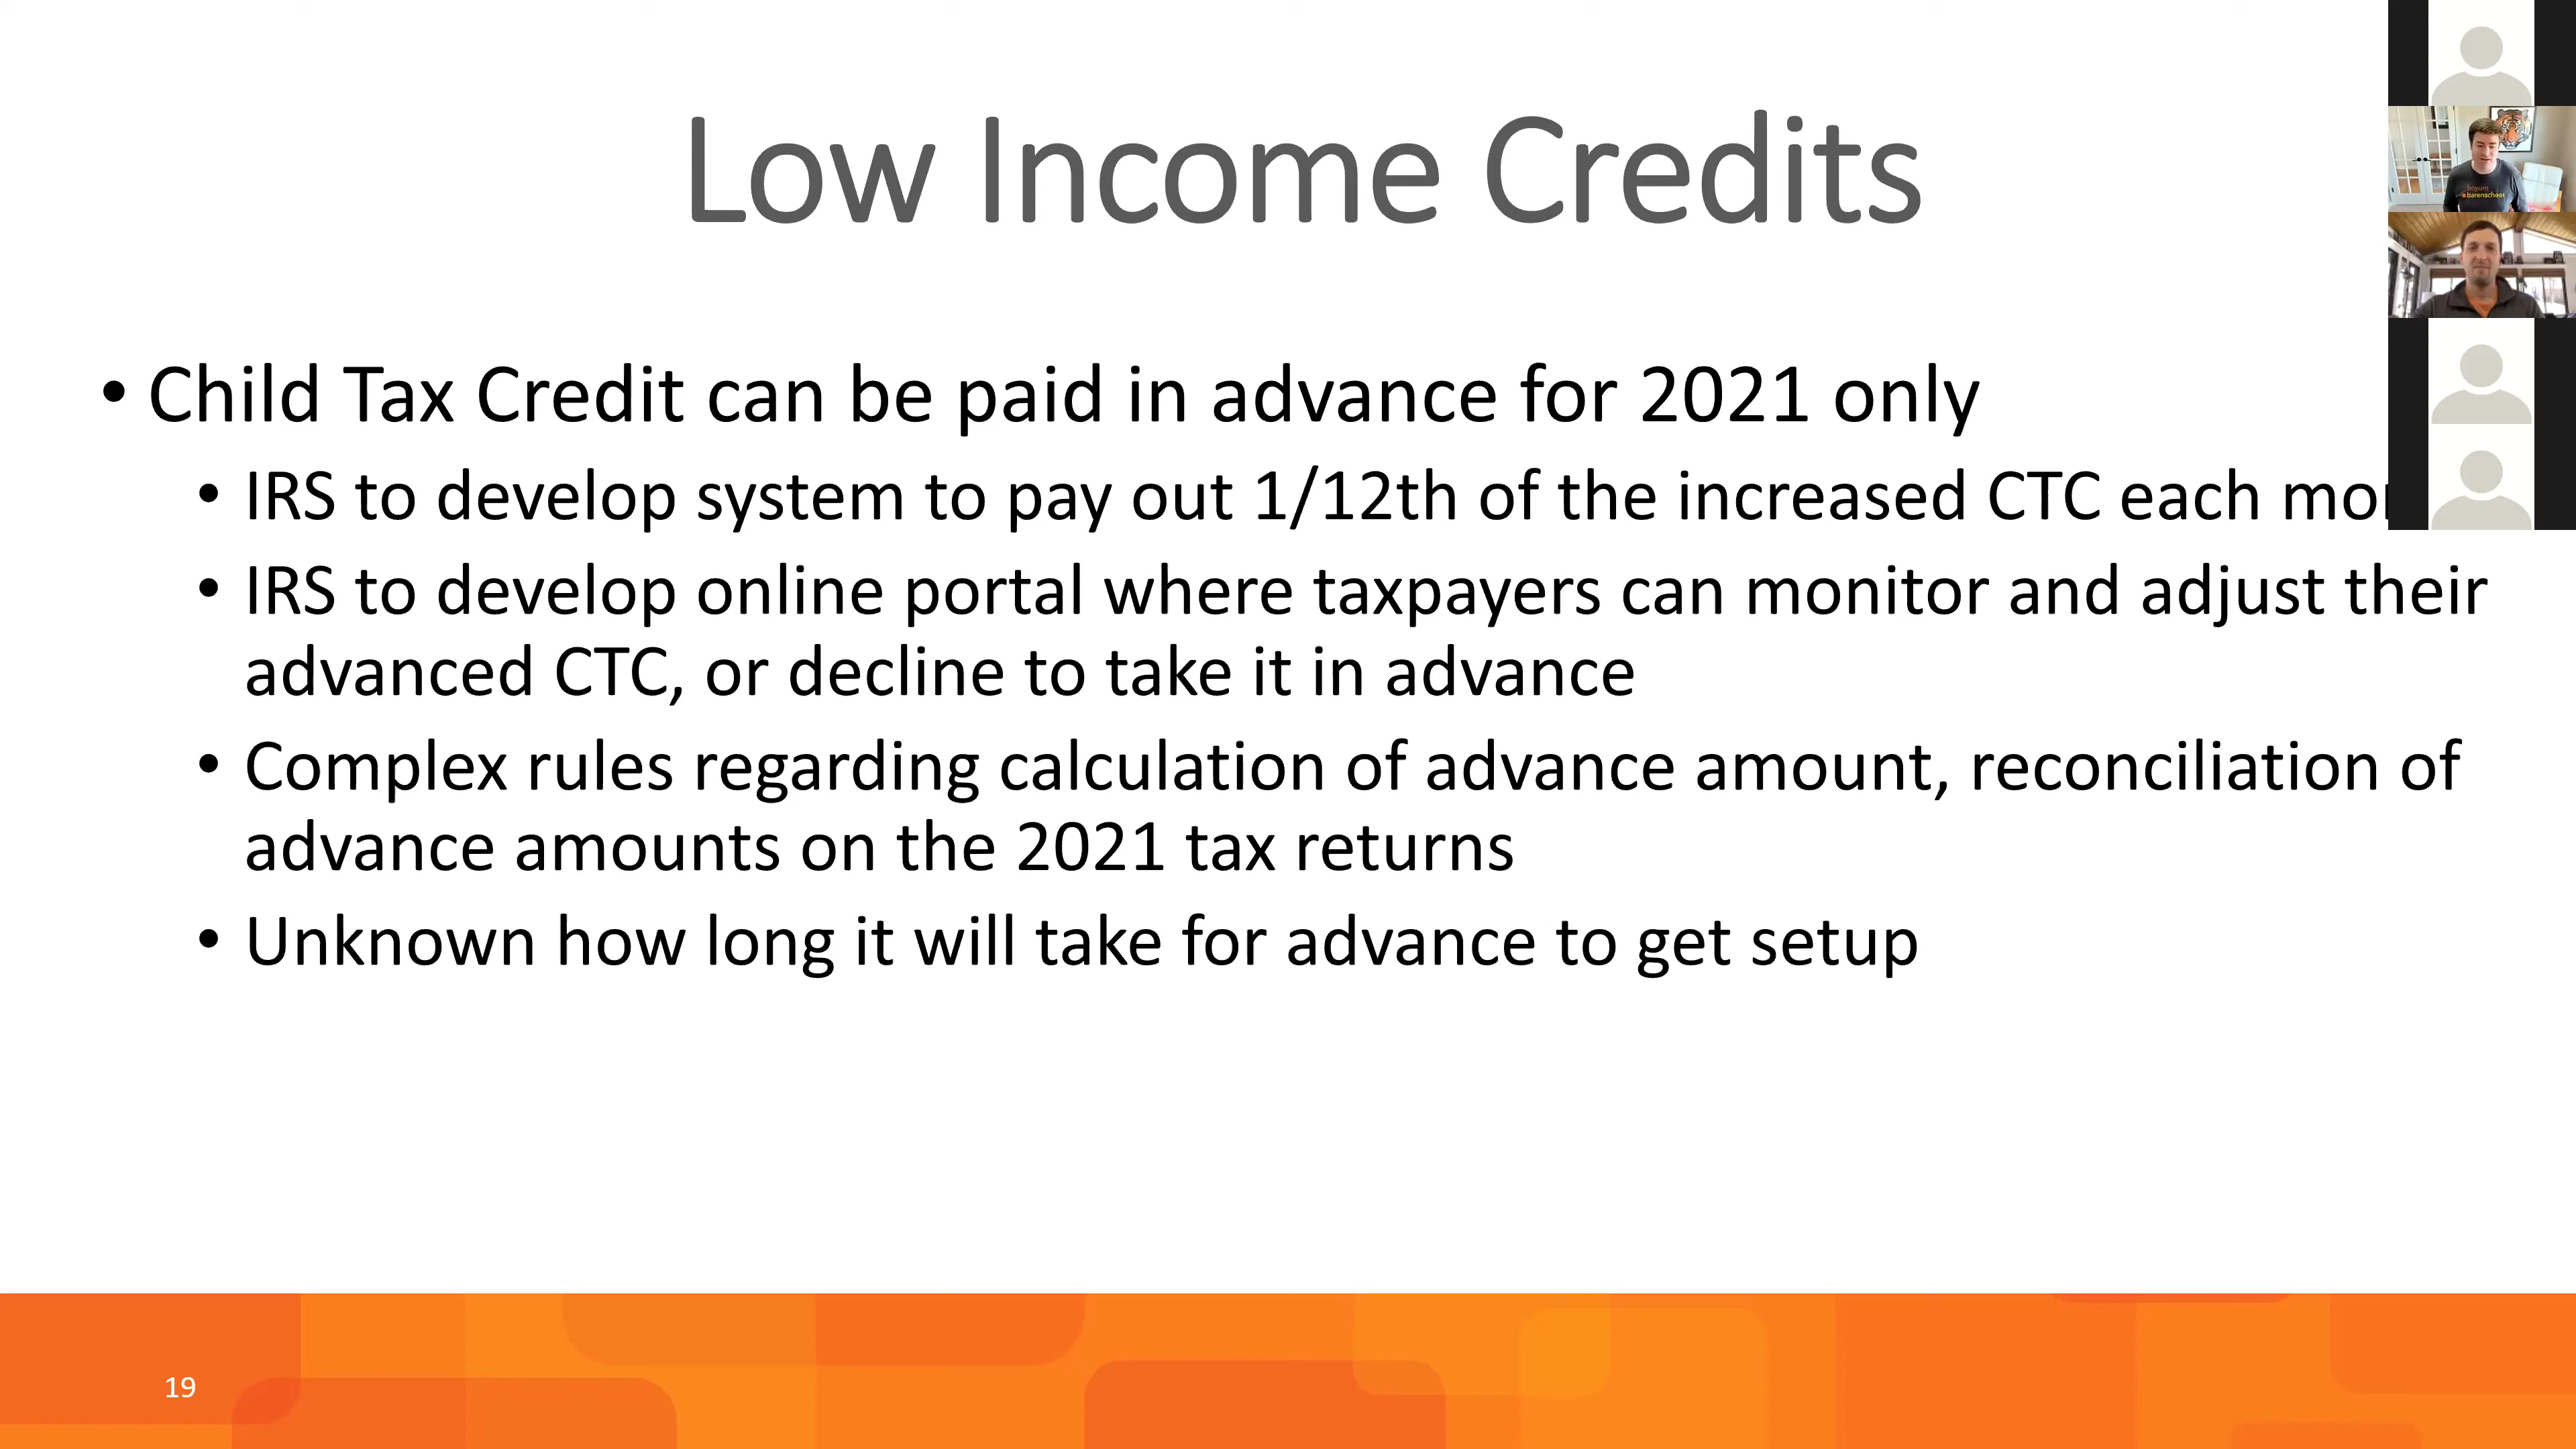 Low Income Credits
• Child Tax Credit can be paid in advance for 2021 only
• IRS to develop system to pay out 1/12th of the increased CTC each
• IRS to develop online portal where taxpayers can monitor and adjust their
advanced CTC, or decline to take it in advance
• Complex rules regarding calculation of advance amount, reconciliation of
advance amounts on the 2021 tax returns
• Unknown how long it will take for advance to get setup
boyum
barenscheer
19